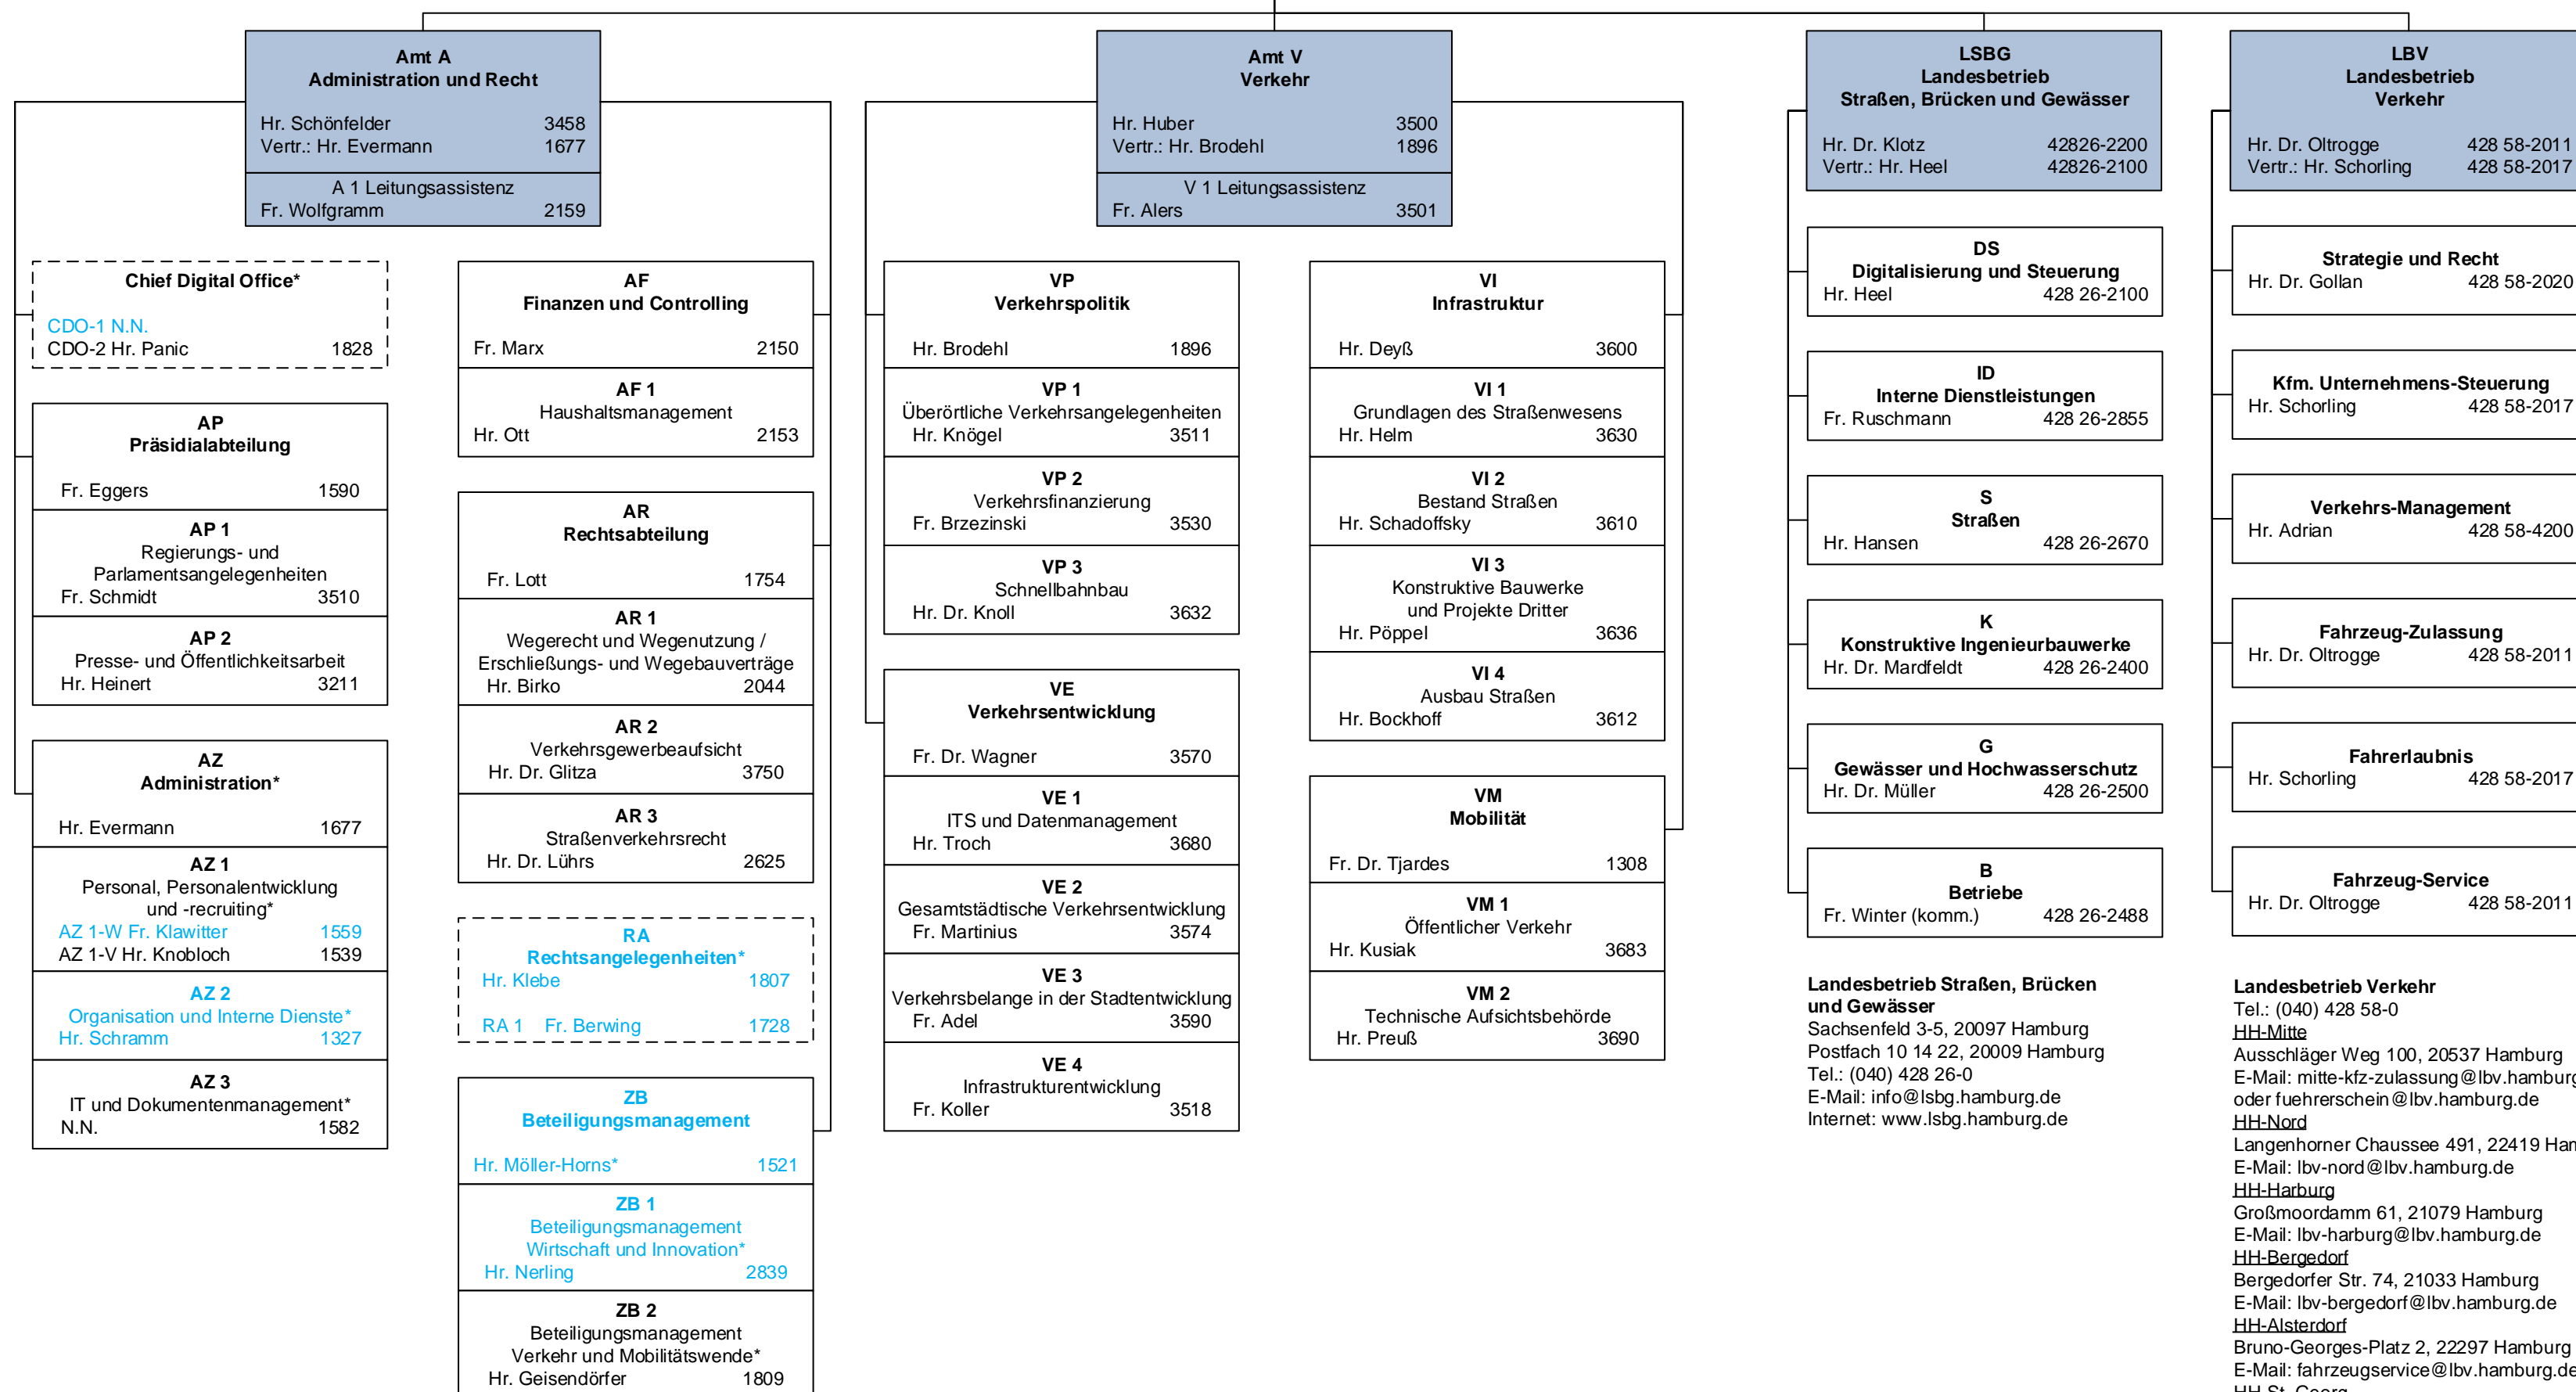 Amt A
Administration und Recht
Hr. Schönfelder 3458
Vertr.: Hr. Evermann 1677
A 1 Leitungsassistenz
Fr. Wolfgramm 2159
Chief Digital Office*
CDO-1 N.N.
CDO-2 Hr. Panic 1828
AP
Präsidialabteilung
Fr. Eggers 1590
AP 1
Regierungs- und
Parlamentsangelegenheiten
Fr. Schmidt 3510
AP 2
Presse- und Öffentlichkeitsarbeit
Hr. Heinert 3211
AZ
Administration*
Hr. Evermann 1677
AZ 1
Personal, Personalentwicklung
und -recruiting*
AZ 1-W Fr. Klawitter 1559
AZ 1-V Hr. Knobloch 1539
AZ 2
Organisation und Interne Dienste*
Hr. Schramm 1327
AZ 3
IT und Dokumentenmanagement*
N.N. 1582
AF
Finanzen und Controlling
Fr. Marx 2150
AF 1
Haushaltsmanagement
Hr. Ott 2153
AR
Rechtsabteilung
Fr. Lott 1754
AR 1
Wegerecht und Wegenutzung /
Erschließungs- und Wegebauverträge
Hr. Birko 2044
AR 2
Verkehrsgewerbeaufsicht
Hr. Dr. Glitza 3750
AR 3
Straßenverkehrsrecht
Hr. Dr. Lührs 2625
RA
Rechtsangelegenheiten*
Hr. Klebe 1807
RA 1 Fr. Berwing 1728
ZB
Beteiligungsmanagement
Hr. Möller-Horns* 1521
ZB 1
Beteiligungsmanagement
Wirtschaft und Innovation*
Hr. Nerling 2839
ZB 2
Beteiligungsmanagement
Verkehr und Mobilitätswende*
Hr. Geisendörfer 1809
Amt V
Verkehr
Hr. Huber 3500
Vertr.: Hr. Brodehl 1896
V 1 Leitungsassistenz
Fr. Alers 3501
VP
Verkehrspolitik
Hr. Brodehl 1896
VP 1
Überörtliche Verkehrsangelegenheiten
Hr. Knögel 3511
VP 2
Verkehrsfinanzierung
Fr. Brzezinski 3530
VP 3
Schnellbahnbau
Hr. Dr. Knoll 3632
VE
Verkehrsentwicklung
Fr. Dr. Wagner 3570
VE 1
ITS und Datenmanagement
Hr. Troch 3680
VE 2
Gesamtstädtische Verkehrsentwicklung
Fr. Martinius 3574
VE 3
Verkehrsbelange in der Stadtentwicklung
Fr. Adel 3590
VE 4
Infrastrukturentwicklung
Fr. Koller 3518
VI
Infrastruktur
Hr. Deyß 3600
VI 1
Grundlagen des Straßenwesens
Hr. Helm 3630
VI 2
Bestand Straßen
Hr. Schadoffsky 3610
VI 3
Konstruktive Bauwerke
und Projekte Dritter
Hr. Pöppel 3636
VI 4
Ausbau Straßen
Hr. Bockhoff 3612
VM
Mobilität
Fr. Dr. Tjardes 1308
VM 1
Öffentlicher Verkehr
Hr. Kusiak 3683
VM 2
Technische Aufsichtsbehörde
Hr. Preuß 3690
LSBG
Landesbetrieb
Straßen, Brücken und Gewässer
Hr. Dr. Klotz 42826-2200
Vertr.: Hr. Heel 42826-2100
DS
Digitalisierung und Steuerung
Hr. Heel 428 26-2100
ID
Interne Dienstleistungen
Fr. Ruschmann 428 26-2855
S
Straßen
Hr. Hansen 428 26-2670
K
Konstruktive Ingenieurbauwerke
Hr. Dr. Mardfeldt 428 26-2400
G
Gewässer und Hochwasserschutz
Hr. Dr. Müller 428 26-2500
B
Betriebe
Fr. Winter (komm.) 428 26-2488
Landesbetrieb Straßen, Brücken
und Gewässer
Sachsenfeld 3-5, 20097 Hamburg
Postfach 10 14 22, 20009 Hamburg
Tel.: (040) 428 26-0
E-Mail: info@lsbg.hamburg.de
Internet: www.lsbg.hamburg.de
LBV
Landesbetrieb
Verkehr
Hr. Dr. Oltrogge 428 58-2011
Vertr.: Hr. Schorling 428 58-2017
Strategie und Recht
Hr. Dr. Gollan 428 58-2020
Kfm. Unternehmens-Steuerung
Hr. Schorling 428 58-2017
Verkehrs-Management
Hr. Adrian 428 58-4200
Fahrzeug-Zulassung
Hr. Dr. Oltrogge 428 58-2011
Fahrerlaubnis
Hr. Schorling 428 58-2017
Fahrzeug-Service
Hr. Dr. Oltrogge 428 58-2011
Landesbetrieb Verkehr
Tel.: (040) 428 58-0
HH-Mitte
Ausschläger Weg 100, 20537 Hamburg
E-Mail: mitte-kfz-zulassung@lbv.hamburg
oder fuehrerschein@lbv.hamburg.de
HH-Nord
Langenhorner Chaussee 491, 22419 Ham
E-Mail: lbv-nord@lbv.hamburg.de
HH-Harburg
Großmoordamm 61, 21079 Hamburg
E-Mail: lbv-harburg@lbv.hamburg.de
HH-Bergedorf
Bergedorfer Str. 74, 21033 Hamburg
E-Mail: lbv-bergedorf@lbv.hamburg.de
HH-Alsterdorf
Bruno-Georges-Platz 2, 22297 Hamburg
E-Mail: fahrzeugservice@lbv.hamburg.de
HH-St. Georg